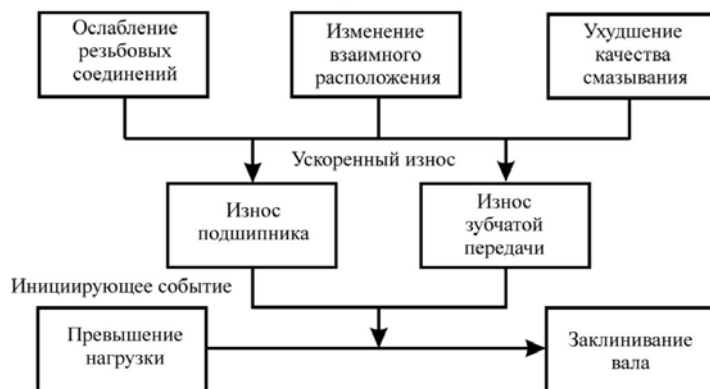 Ослабление
резьбовых
соединений
Изменение
взаимного
расположения
Ухудшение
качества
смазывания
Ускоренный износ
Износ
подшипника
Износ
зубчатой
передачи
Инициирующее событие
Превышение
нагрузки
Заклинивание
вала